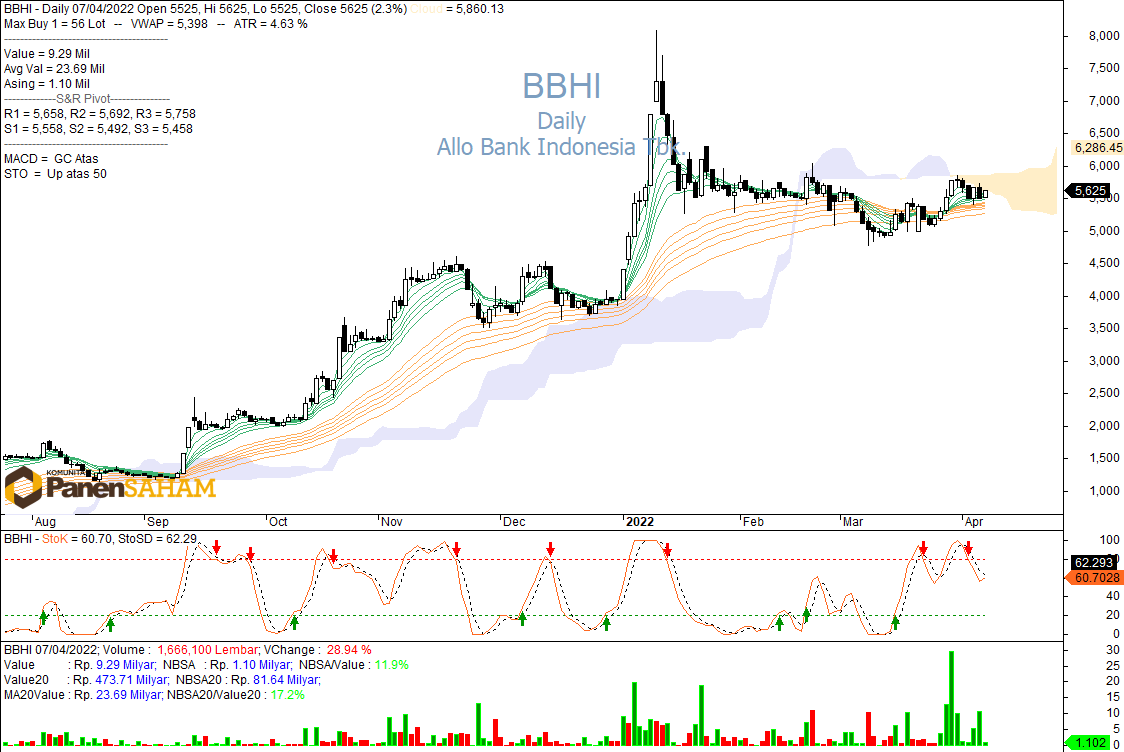 BBHI - Daily 07/04/2022 Open 5525, Hi 5625, Lo 5525, Close 5625 (2.3%) Cloud = 5,860.13
Max Buy 1 = 56 Lot -- VWAP = 5,398 -- ATR = 4.63 %
Value = 9.29 Mil
Avg Val = 23.69 Mil
Asing = 1.10 Mil
-------------S&R Pivot---------------
R1 = 5,658, R2 = 5,692, R3 = 5,758
S1 = 5,558, S2 = 5,492, S3 = 5,458
MACD = GC Atas
STO = Up atas 50
BBHI
Daily
Allo Bank Indonesia Tbk.
8,000
7,500
7,000
6,500
6,286.45
6,000
5,625
5,500
5,000
4,500
4,000
3,500
3,000
2,500
2,000
1,500
1,000
KOMUNITAS
PanenSAHAM
Aug Sep Oct Nov Dec 2022 Feb Mar Apr
BBHI - StoK = 60.70, StoSD = 62.29
100
80
62.293
60.7028
40
20
0
BBHI 07/04/2022; Volume : 1,666,100 Lembar; VChange : 28.94 %
Value : Rp. 9.29 Milyar; NBSA : Rp. 1.10 Milyar; NBSA/Value : 11.9%
Value20 : Rp. 473.71 Milyar; NBSA20 : Rp. 81.64 Milyar;
MA20Value : Rp. 23.69 Milyar; NBSA20/Value20 : 17.2%
30
25
20
15
10
5
1.102
0